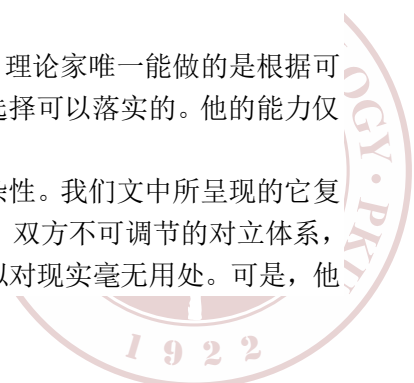 理论家唯一能做的是根据可
选择可以落实的。他的能力仅
杂性。我们文中所呈现的它复
双方不可调节的对立体系，
以对现实毫无用处。可是，他
OGY · PK
1922